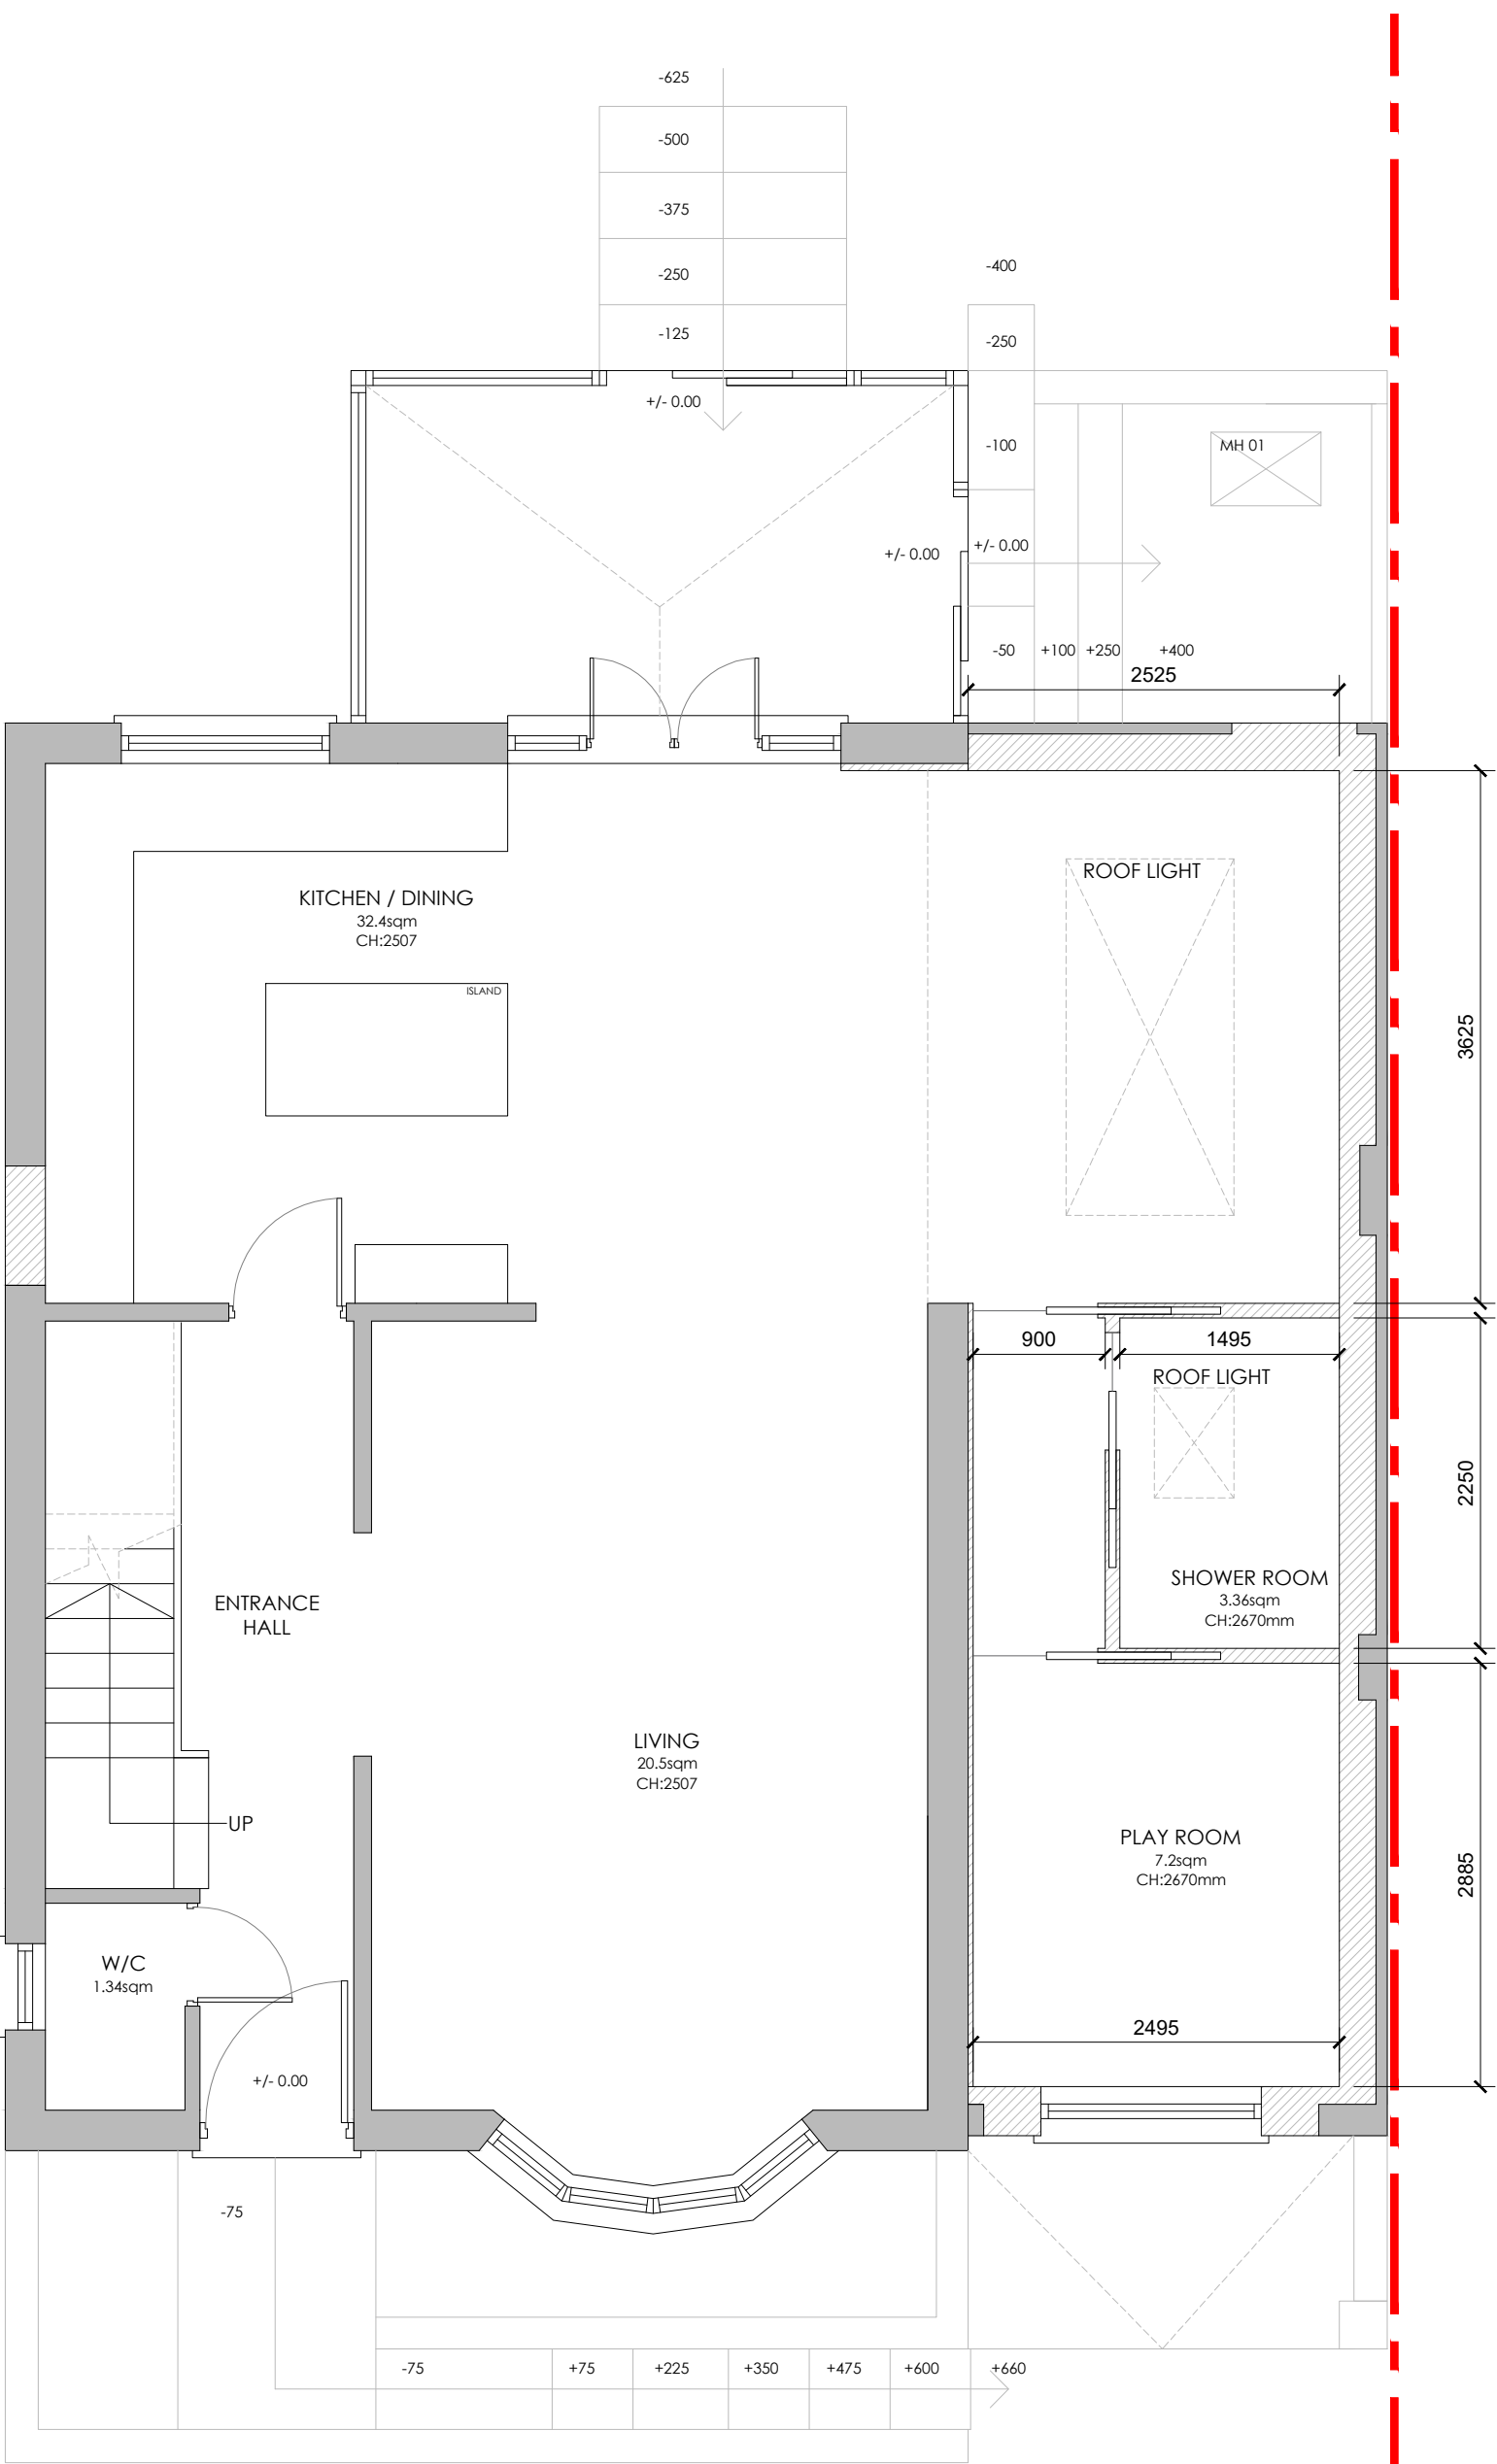 -625
-500
-375
-250
-125
-400
-250
+/- 0.00
-100
MH 01
+/- 0.00
+/- 0.00
-50
+100
+250
+400
2525
ROOF LIGHT
KITCHEN / DINING
32.4sqm
CH:2507
ISLAND
3625
900
1495
ROOF LIGHT
2250
SHOWER ROOM
3.36sqm
CH:2670mm
ENTRANCE
HALL
LIVING
20.5sqm
CH:2507
UP
PLAY ROOM
7.2sqm
CH:2670mm
2885
W/C
1.34sqm
2495
+/- 0.00
-75
-75
+75
+225
+350
+475
+600
+660